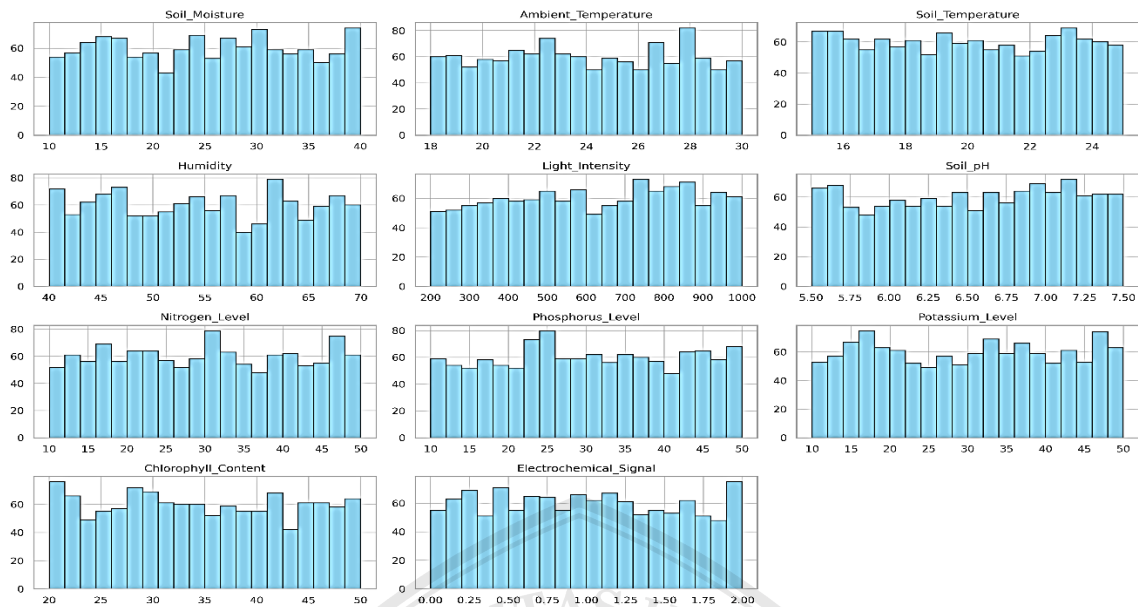 Soil_Moisture
60
40
20
0
10 15 20 25 30 35 40
Ambient_Temperature
80
60
40
20
0
18 20 22 24 26 28 30
Soil_Temperature
60
40
20
0
16 18 20 22 24
Humidity
80
60
40
20
0
40 45 50 55 60 65 70
Light_Intensity
60
40
20
0
200 300 400 500 600 700 800 900 1000
Soil_pH
60
40
20
0
5.50 5.75 6.00 6.25 6.50 6.75 7.00 7.25 7.50
Nitrogen_Level
80
60
40
20
0
10 15 20 25 30 35 40 45 50
Phosphorus_Level
80
60
40
20
0
10 15 20 25 30 35 40 45 50
Potassium_Level
60
40
20
0
10 15 20 25 30 35 40 45 50
Chlorophyll_Content
60
40
20
0
20 25 30 35 40 45 50
Electrochemical_Signal
60
40
20
0
0.00 0.25 0.50 0.75 1.00 1.25 1.50 1.75 2.00